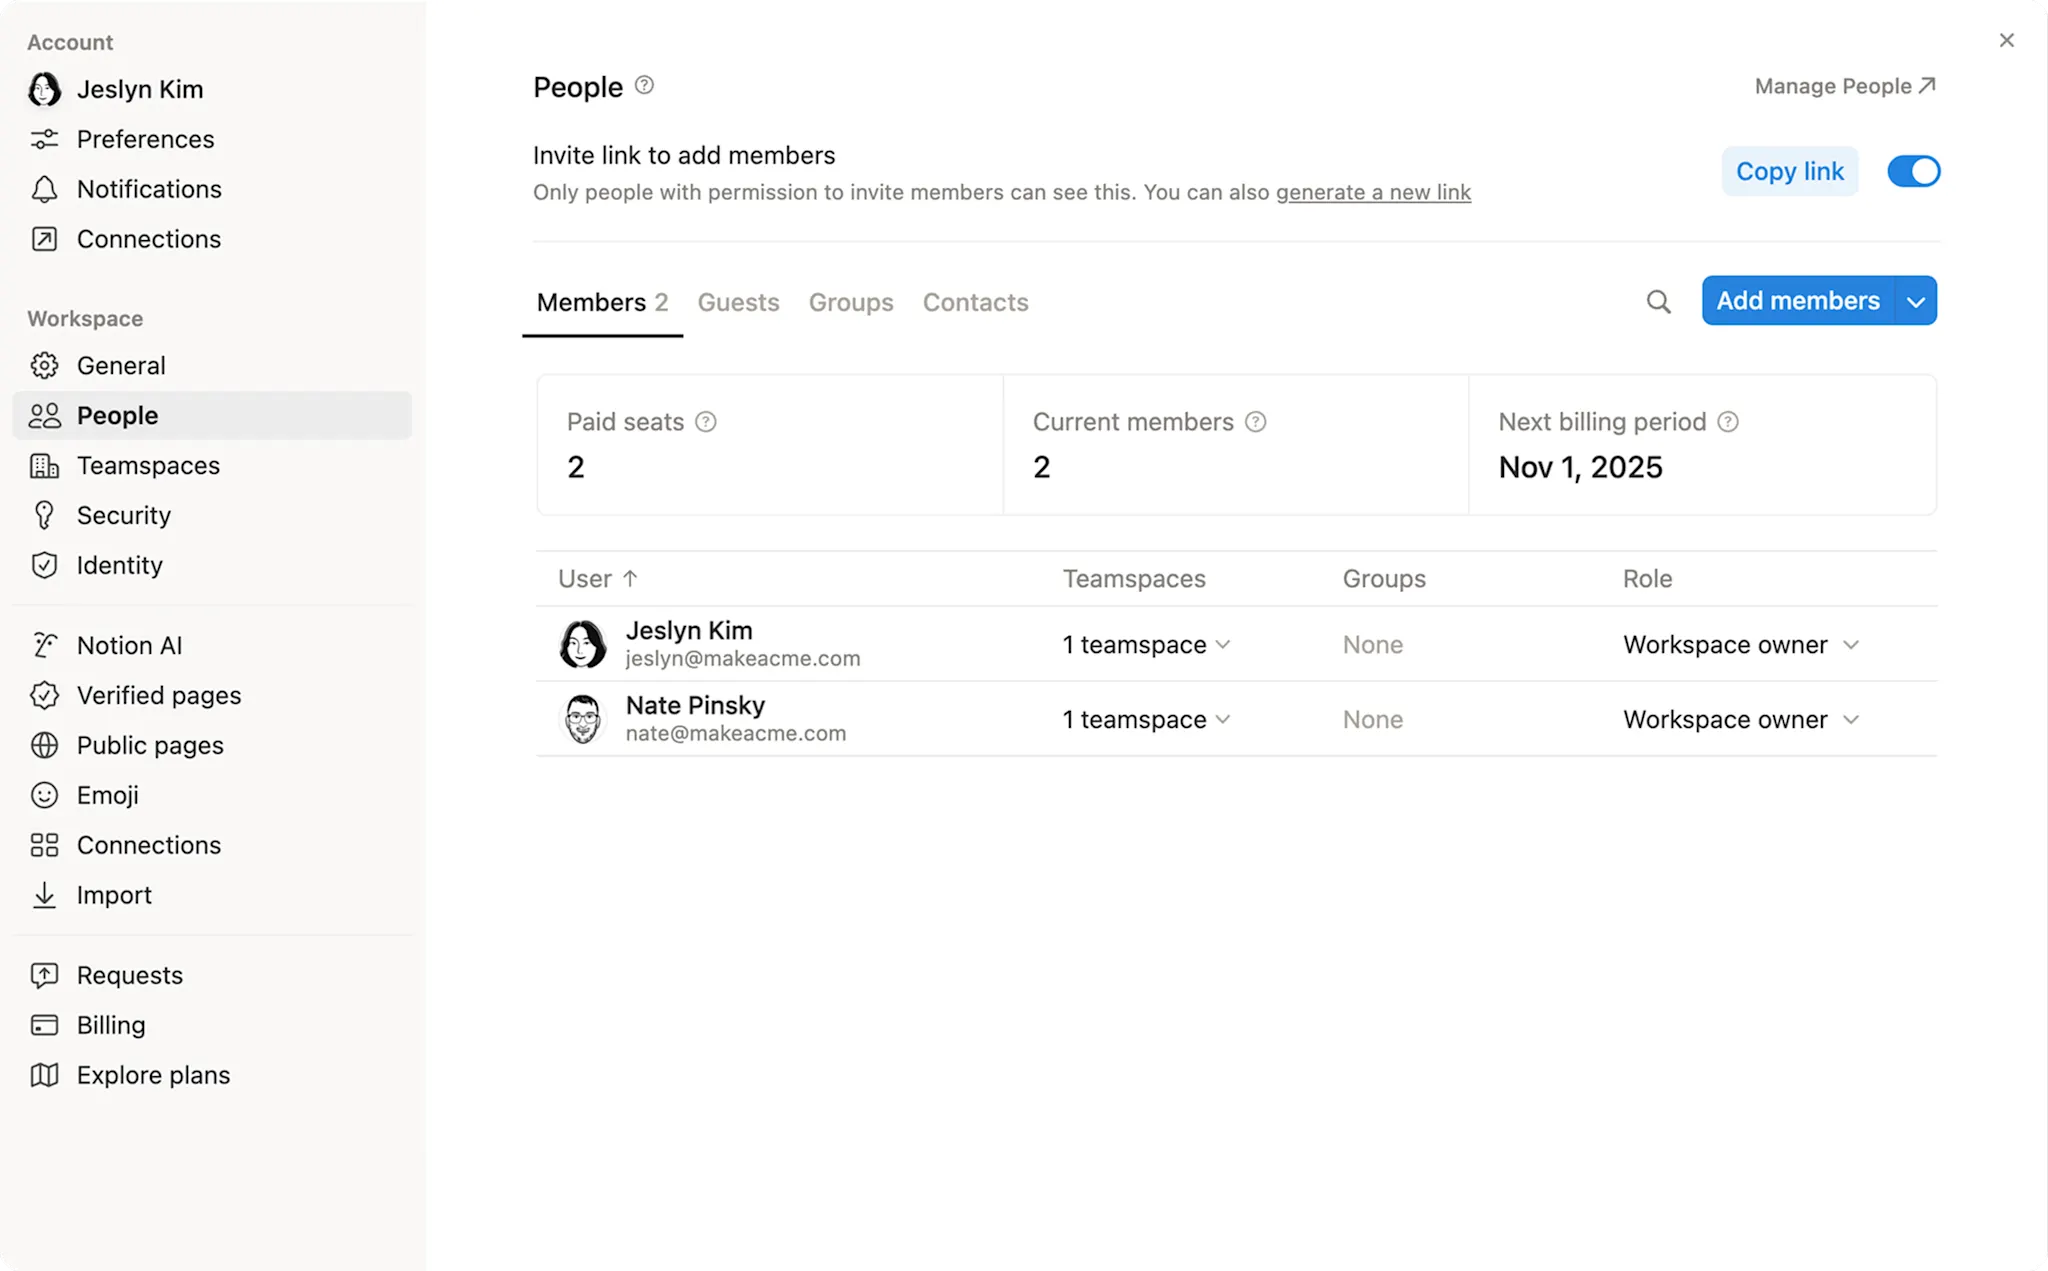 Account
Jeslyn Kim
Preferences
Notifications
Connections
Workspace
General
People
Teamspaces
Security
Identity
Notion AI
Verified pages
Public pages
Emoji
Connections
Import
Requests
Billing
Explore plans
People
Manage People
Invite link to add members
Only people with permission to invite members can see this. You can also generate a new link
Copy link
Members 2 Guests Groups Contacts
Add members
Paid seats
2
Current members
2
Next billing period
Nov 1, 2025
User ↑ Teamspaces Groups Role
Jeslyn Kim
jeslyn@makeacme.com
1 teamspace None Workspace owner
Nate Pinsky
nate@makeacme.com
1 teamspace None Workspace owner